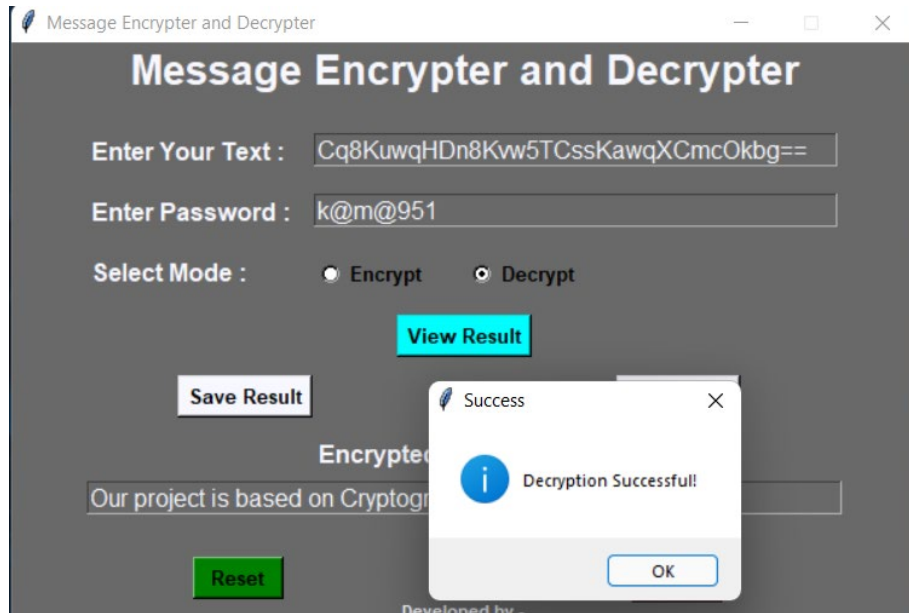 Message Encrypter and Decrypter
Message Encrypter and Decrypter
Enter Your Text : Cq8KuwqHDn8Kvw5TCssKawqXCmcOkbg==
Enter Password : k@m@951
Select Mode : Encrypt Decrypt
View Result
Save Result
Success
Encrypted
Decryption Successful!
Our project is based on Cryptogr
OK
Reset
Developed by -